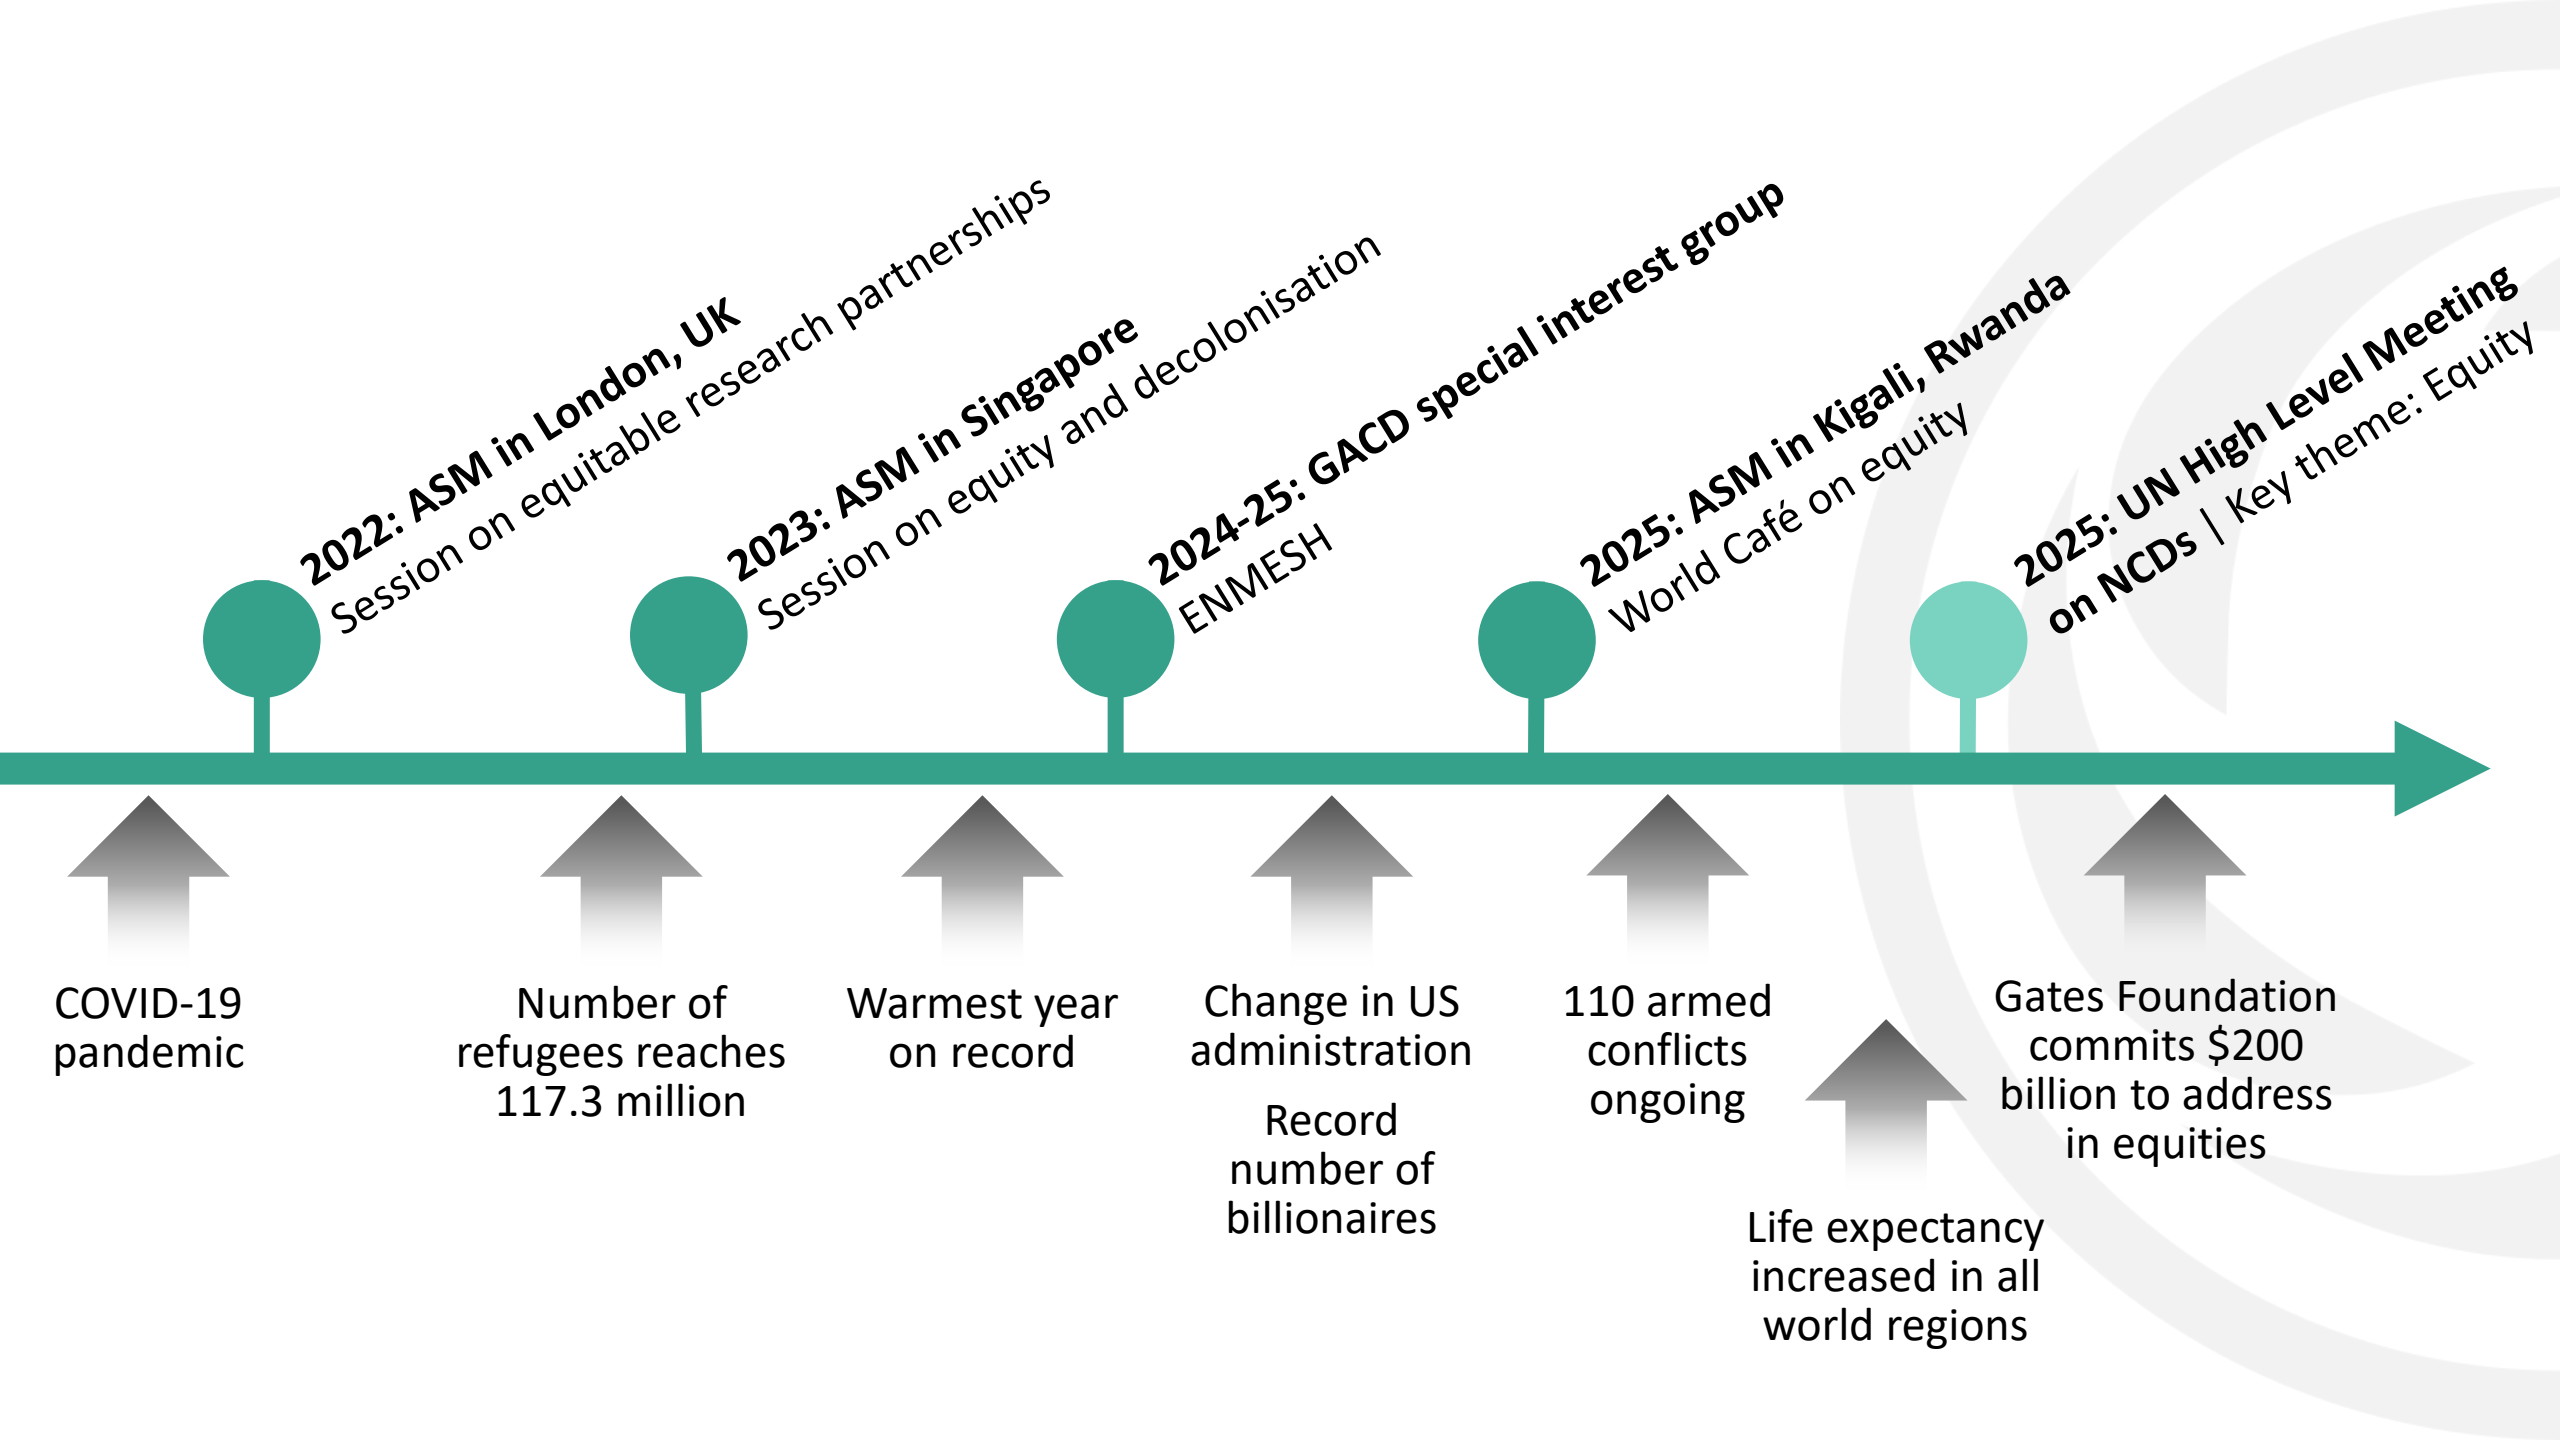 2022: ASM in London, UK
Session on equitable research partnerships
2023: ASM in Singapore
Session on equity and decolonisation
2024-25: GACD special interest group
ENMESH
2025: ASM in Kigali, Rwanda
World Café on equity
2025: UN High Level Meeting
on NCDs | Key theme: Equity
COVID-19
pandemic
Number of
refugees reaches
117.3 million
Warmest year
on record
Change in US
administration
Record
number of
billionaires
110 armed
conflicts
ongoing
Life expectancy
increased in all
world regions
Gates Foundation
commits $200
billion to address
in equities